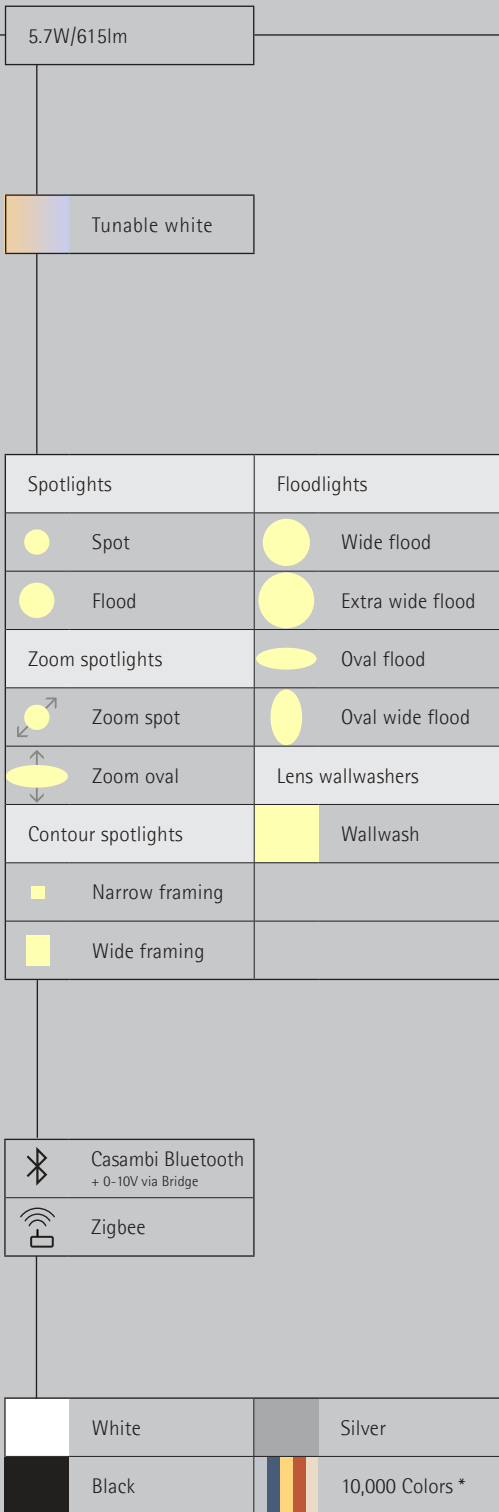 5.7W/615lm
Tunable white
Spotlights
Spot
Flood
Zoom spotlights
Zoom spot
Zoom oval
Contour spotlights
Narrow framing
Wide framing
Floodlights
Wide flood
Extra wide flood
Oval flood
Oval wide flood
Lens wallwashers
Wallwash
Casambi Bluetooth
+ 0-10V via Bridge
Zigbee
White
Black
Silver
10,000 Colors *